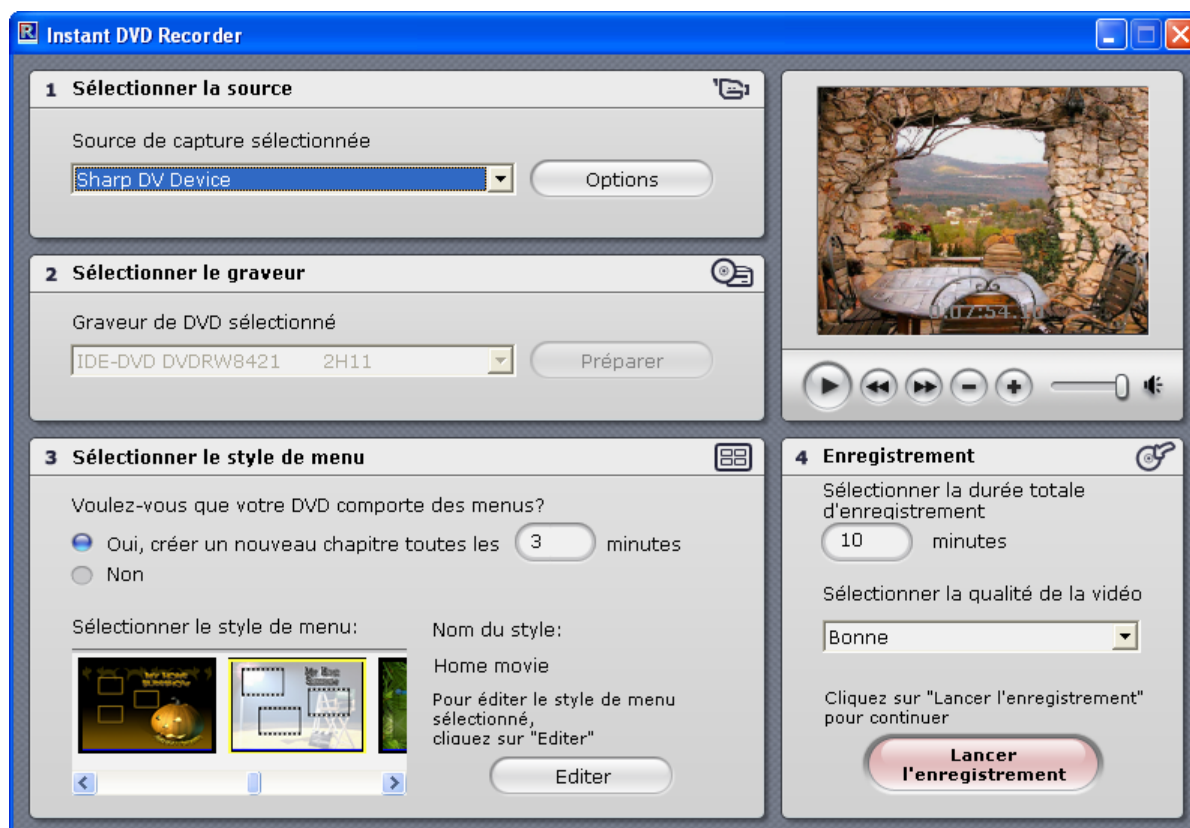 Instant DVD Recorder
1 Sélectionner la source
Source de capture sélectionnée
Sharp DV Device
Options
2 Sélectionner le graveur
Graveur de DVD sélectionné
IDE-DVD DVDRW8421 2H11
Préparer
3 Sélectionner le style de menu
Voulez-vous que votre DVD comporte des menus?
Oui, créer un nouveau chapitre toutes les 3 minutes
Non
Sélectionner le style de menu:
Nom du style:
Home movie
Pour éditer le style de menu
sélectionné,
cliquez sur "Editer"
Editer
4 Enregistrement
Sélectionner la durée totale
d'enregistrement
10 minutes
Sélectionner la qualité de la vidéo
Bonne
Cliquez sur "Lancer l'enregistrement"
pour continuer
Lancer
l'enregistrement